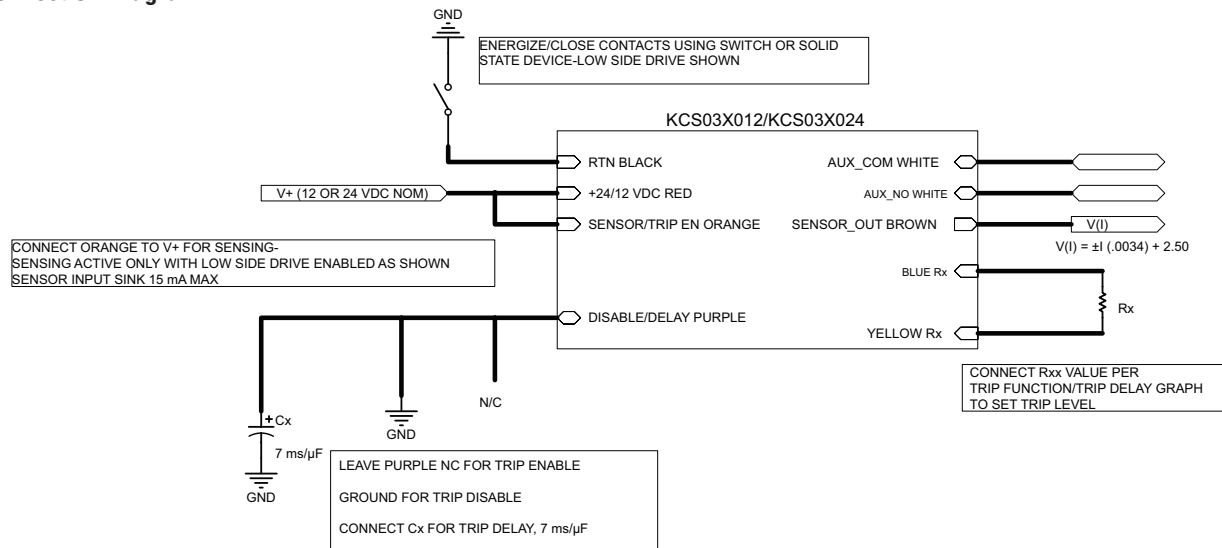 GND
ENERGIZE/CLOSE CONTACTS USING SWITCH OR SOLID
STATE DEVICE-LOW SIDE DRIVE SHOWN
KCS03X012/KCS03X024
RTN BLACK
AUX_COM WHITE
V+ (12 OR 24 VDC NOM)
+24/12 VDC RED
AUX_NO WHITE
SENSOR/TRIP EN ORANGE
SENSOR_OUT BROWN
V(I)
V(I) = ±I (.0034) + 2.50
CONNECT ORANGE TO V+ FOR SENSING-
SENSING ACTIVE ONLY WITH LOW SIDE DRIVE ENABLED AS SHOWN
SENSOR INPUT SINK 15 mA MAX
BLUE Rx
Rx
DISABLE/DELAY PURPLE
YELLOW Rx
CONNECT Rxx VALUE PER
TRIP FUNCTION/TRIP DELAY GRAPH
TO SET TRIP LEVEL
N/C
+ Cx
GND
7 ms/µF
GND
LEAVE PURPLE NC FOR TRIP ENABLE
GROUND FOR TRIP DISABLE
CONNECT Cx FOR TRIP DELAY, 7 ms/µF